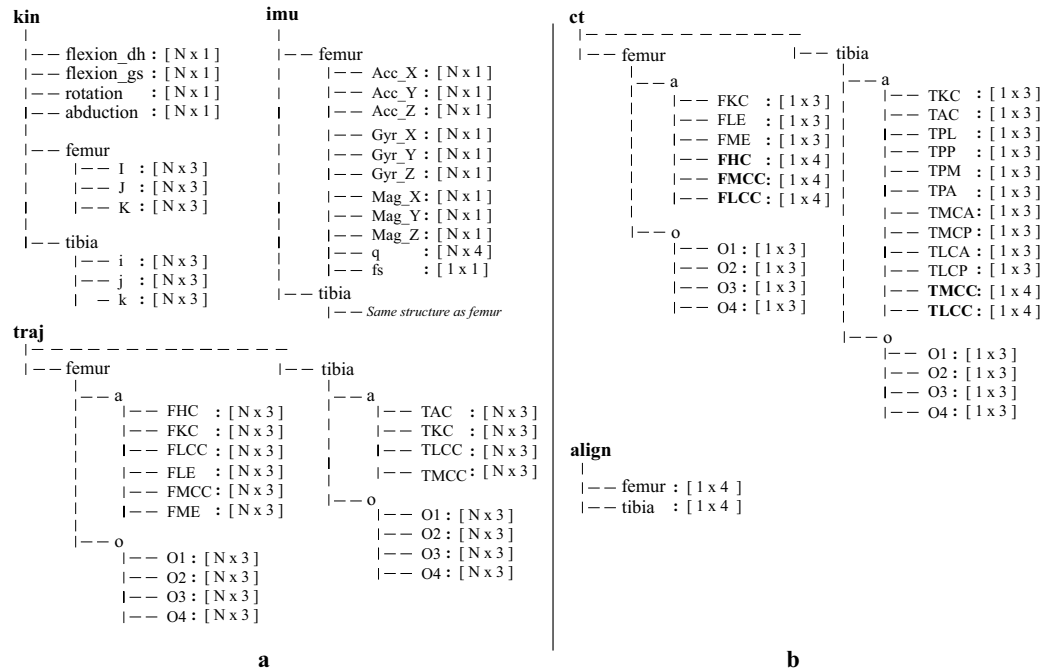 kin
flexion_dh : [ N x 1 ]
flexion_gs : [ N x 1 ]
rotation : [ N x 1 ]
abduction : [ N x 1 ]
femur
I : [ N x 3 ]
J : [ N x 3 ]
K : [ N x 3 ]
tibia
i : [ N x 3 ]
j : [ N x 3 ]
k : [ N x 3 ]
imu
femur
Acc_X : [ N x 1 ]
Acc_Y : [ N x 1 ]
Acc_Z : [ N x 1 ]
Gyr_X : [ N x 1 ]
Gyr_Y : [ N x 1 ]
Gyr_Z : [ N x 1 ]
Mag_X : [ N x 1 ]
Mag_Y : [ N x 1 ]
Mag_Z : [ N x 1 ]
q : [ N x 4 ]
fs : [ 1 x 1 ]
tibia
Same structure as femur
traj
femur
a
FHC : [ N x 3 ]
FKC : [ N x 3 ]
FLCC : [ N x 3 ]
FLE : [ N x 3 ]
FMCC : [ N x 3 ]
FME : [ N x 3 ]
o
O1 : [ N x 3 ]
O2 : [ N x 3 ]
O3 : [ N x 3 ]
O4 : [ N x 3 ]
tibia
a
TAC : [ N x 3 ]
TKC : [ N x 3 ]
TLCC : [ N x 3 ]
TMCC : [ N x 3 ]
o
O1 : [ N x 3 ]
O2 : [ N x 3 ]
O3 : [ N x 3 ]
O4 : [ N x 3 ]
a
ct
femur
a
FKC : [ 1 x 3 ]
FLE : [ 1 x 3 ]
FME : [ 1 x 3 ]
FHC : [ 1 x 4 ]
FMCC : [ 1 x 4 ]
FLCC : [ 1 x 4 ]
o
O1 : [ 1 x 3 ]
O2 : [ 1 x 3 ]
O3 : [ 1 x 3 ]
O4 : [ 1 x 3 ]
tibia
a
TKC : [ 1 x 3 ]
TAC : [ 1 x 3 ]
TPL : [ 1 x 3 ]
TPP : [ 1 x 3 ]
TPM : [ 1 x 3 ]
TPA : [ 1 x 3 ]
TMCA : [ 1 x 3 ]
TMCP : [ 1 x 3 ]
TLCA : [ 1 x 3 ]
TLCP : [ 1 x 3 ]
TMCC : [ 1 x 4 ]
TLCC : [ 1 x 4 ]
o
O1 : [ 1 x 3 ]
O2 : [ 1 x 3 ]
O3 : [ 1 x 3 ]
O4 : [ 1 x 3 ]
align
femur : [ 1 x 4 ]
tibia : [ 1 x 4 ]
b